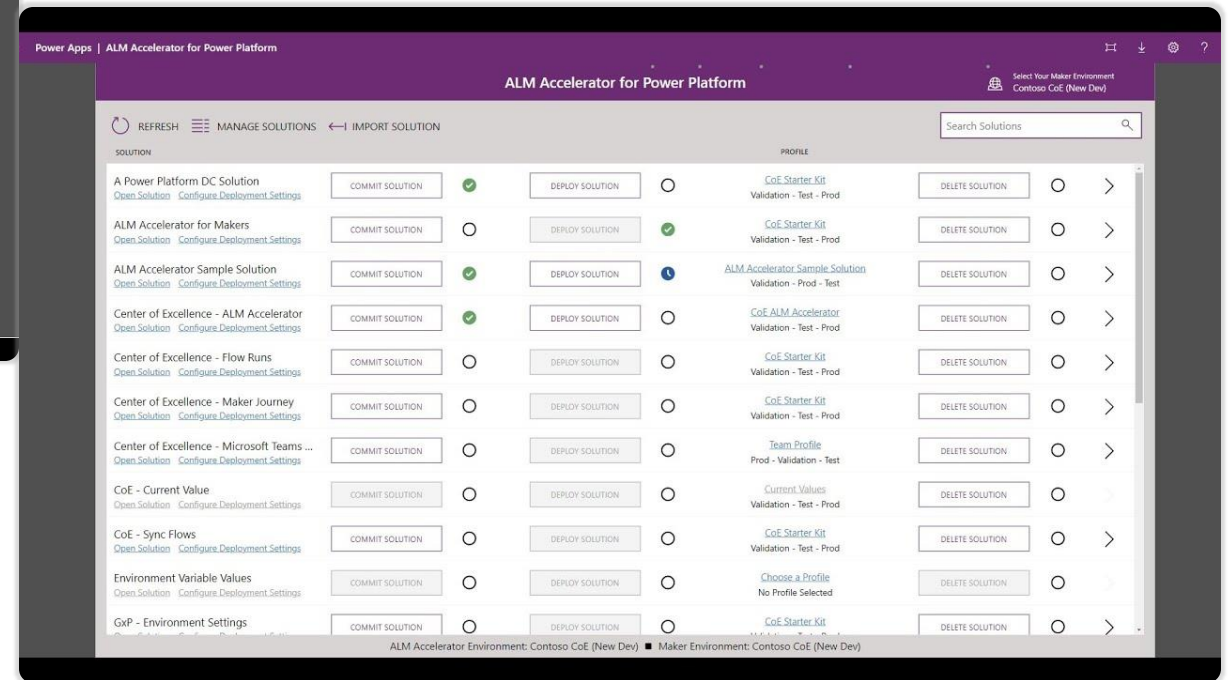 Power Apps | ALM Accelerator for Power Platform
ALM Accelerator for Power Platform
Select Your Maker Environment
Contoso CoE (New Dev)
REFRESH MANAGE SOLUTIONS IMPORT SOLUTION
Search Solutions
SOLUTION PROFILE
A Power Platform DC Solution
Open Solution Configure Deployment Settings
COMMIT SOLUTION DEPLOY SOLUTION
CoE Starter Kit
Validation - Test - Prod
DELETE SOLUTION
ALM Accelerator for Makers
Open Solution Configure Deployment Settings
COMMIT SOLUTION DEPLOY SOLUTION
CoE Starter Kit
Validation - Test - Prod
DELETE SOLUTION
ALM Accelerator Sample Solution
Open Solution Configure Deployment Settings
COMMIT SOLUTION DEPLOY SOLUTION
ALM Accelerator Sample Solution
Validation - Prod - Test
DELETE SOLUTION
Center of Excellence - ALM Accelerator
Open Solution Configure Deployment Settings
COMMIT SOLUTION DEPLOY SOLUTION
CoE ALM Accelerator
Validation - Test - Prod
DELETE SOLUTION
Center of Excellence - Flow Runs
Open Solution Configure Deployment Settings
COMMIT SOLUTION DEPLOY SOLUTION
CoE Starter Kit
Validation - Test - Prod
DELETE SOLUTION
Center of Excellence - Maker Journey
Open Solution Configure Deployment Settings
COMMIT SOLUTION DEPLOY SOLUTION
CoE Starter Kit
Validation - Test - Prod
DELETE SOLUTION
Center of Excellence - Microsoft Teams ...
Open Solution Configure Deployment Settings
COMMIT SOLUTION DEPLOY SOLUTION
Team Profile
Prod - Validation - Test
DELETE SOLUTION
CoE - Current Value
Open Solution Configure Deployment Settings
COMMIT SOLUTION DEPLOY SOLUTION
Current Values
Validation - Test - Prod
DELETE SOLUTION
CoE - Sync Flows
Open Solution Configure Deployment Settings
COMMIT SOLUTION DEPLOY SOLUTION
CoE Starter Kit
Validation - Test - Prod
DELETE SOLUTION
Environment Variable Values
Open Solution Configure Deployment Settings
COMMIT SOLUTION DEPLOY SOLUTION
Choose a Profile
No Profile Selected
DELETE SOLUTION
GxP - Environment Settings
COMMIT SOLUTION DEPLOY SOLUTION
CoE Starter Kit
DELETE SOLUTION
ALM Accelerator Environment: Contoso CoE (New Dev) ■ Maker Environment: Contoso CoE (New Dev)